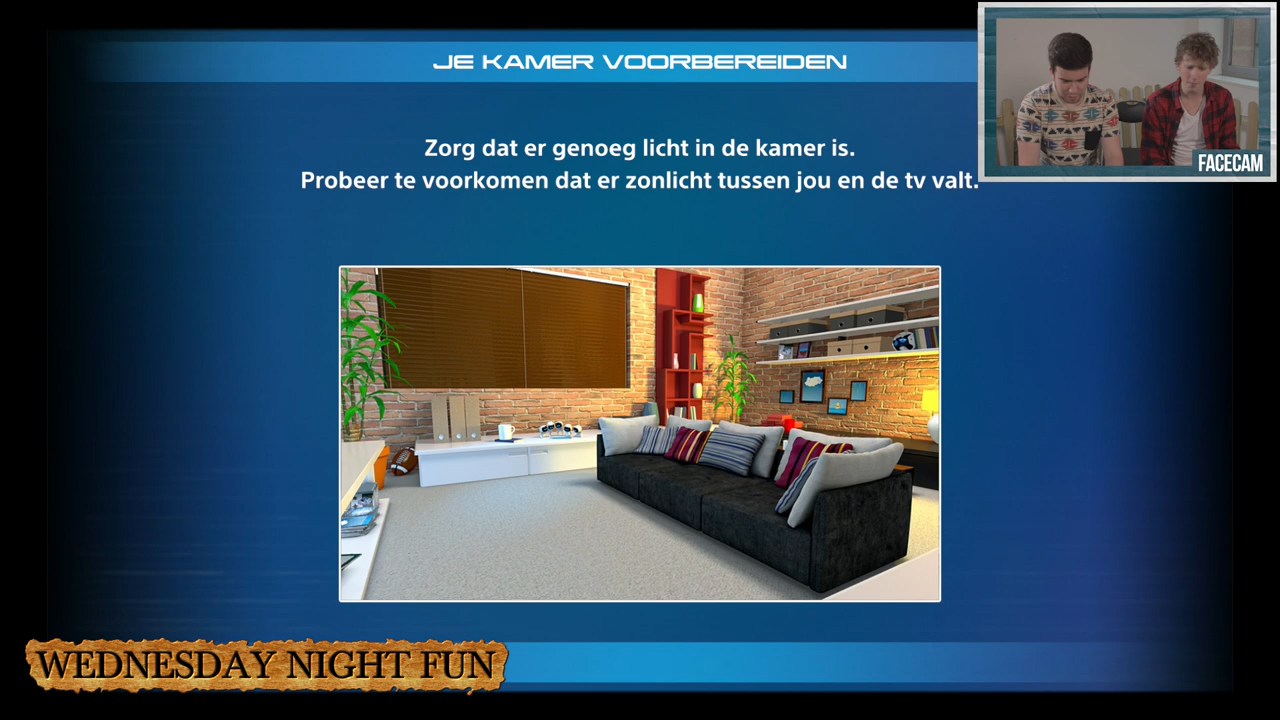 JE KAMER VOORBEREIDEN
Zorg dat er genoeg licht in de kamer is.
Probeer te voorkomen dat er zonlicht tussen jou en de tv valt.
FACECAM
WEDNESDAY NIGHT FUN